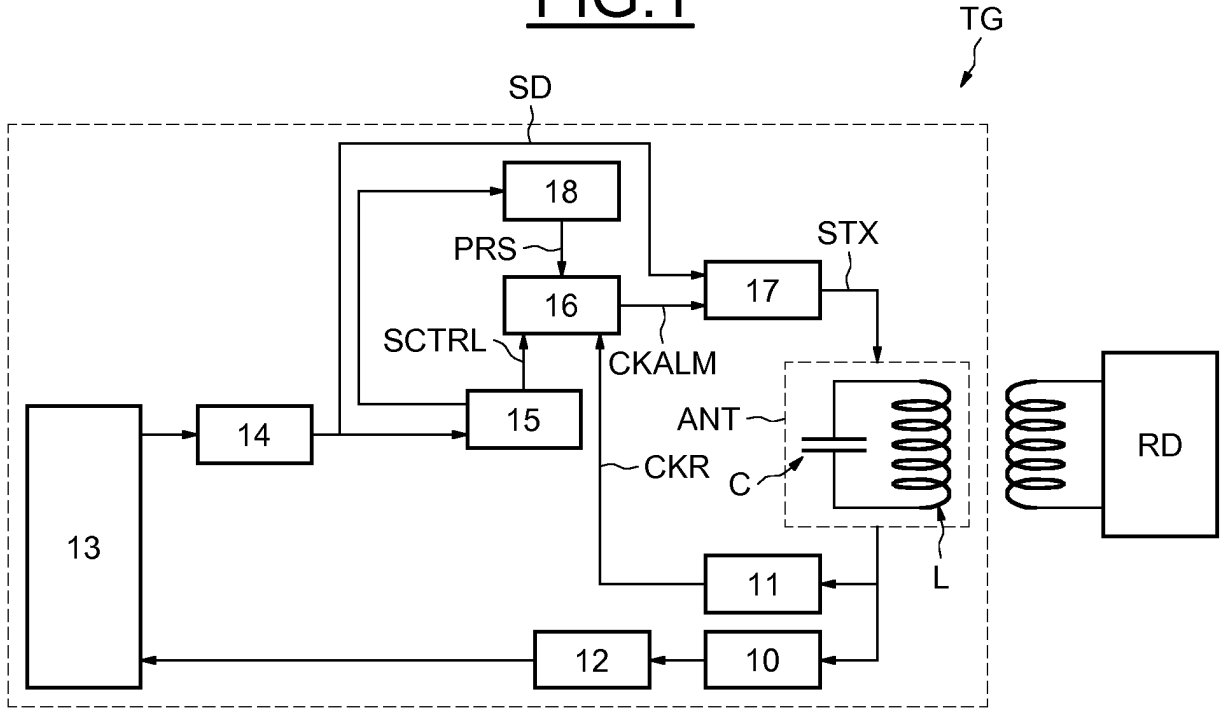 FIG.1
TG
SD
18
PRS
STX
16
17
SCTRL
CKALM
ANT
14
15
C
CKR
RD
13
11
L
12
10